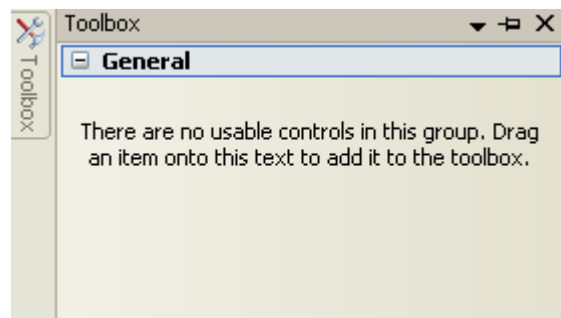 Toolbox
Toolbox
General
There are no usable controls in this group. Drag
an item onto this text to add it to the toolbox.